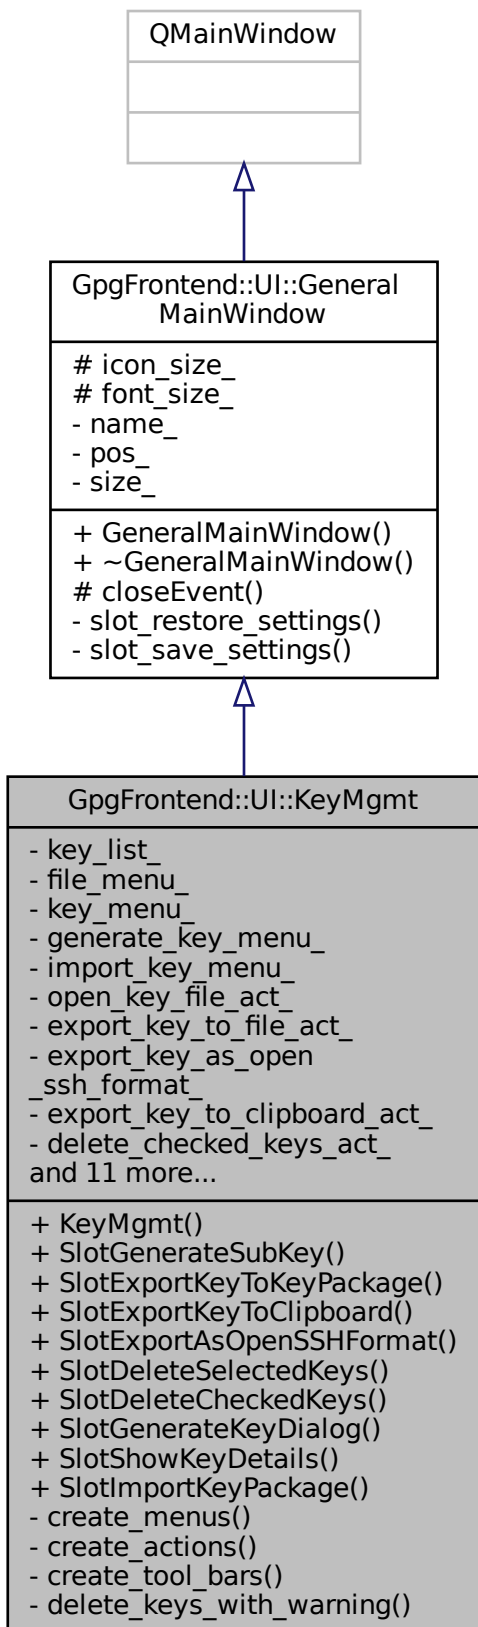 QMainWindow
GpgFrontend::UI::General
MainWindow
# icon_size_
# font_size_
- name_
- pos_
- size_
+ GeneralMainWindow()
+ ~GeneralMainWindow()
# closeEvent()
- slot_restore_settings()
- slot_save_settings()
GpgFrontend::UI::KeyMgmt
- key_list_
- file_menu_
- key_menu_
- generate_key_menu_
- import_key_menu_
- open_key_file_act_
- export_key_to_file_act_
- export_key_as_open
_ssh_format_
- export_key_to_clipboard_act_
- delete_checked_keys_act_
and 11 more...
+ KeyMgmt()
+ SlotGenerateSubKey()
+ SlotExportKeyToKeyPackage()
+ SlotExportKeyToClipboard()
+ SlotExportAsOpenSSHFormat()
+ SlotDeleteSelectedKeys()
+ SlotDeleteCheckedKeys()
+ SlotGenerateKeyDialog()
+ SlotShowKeyDetails()
+ SlotImportKeyPackage()
- create_menus()
- create_actions()
- create_tool_bars()
- delete_keys_with_warning()